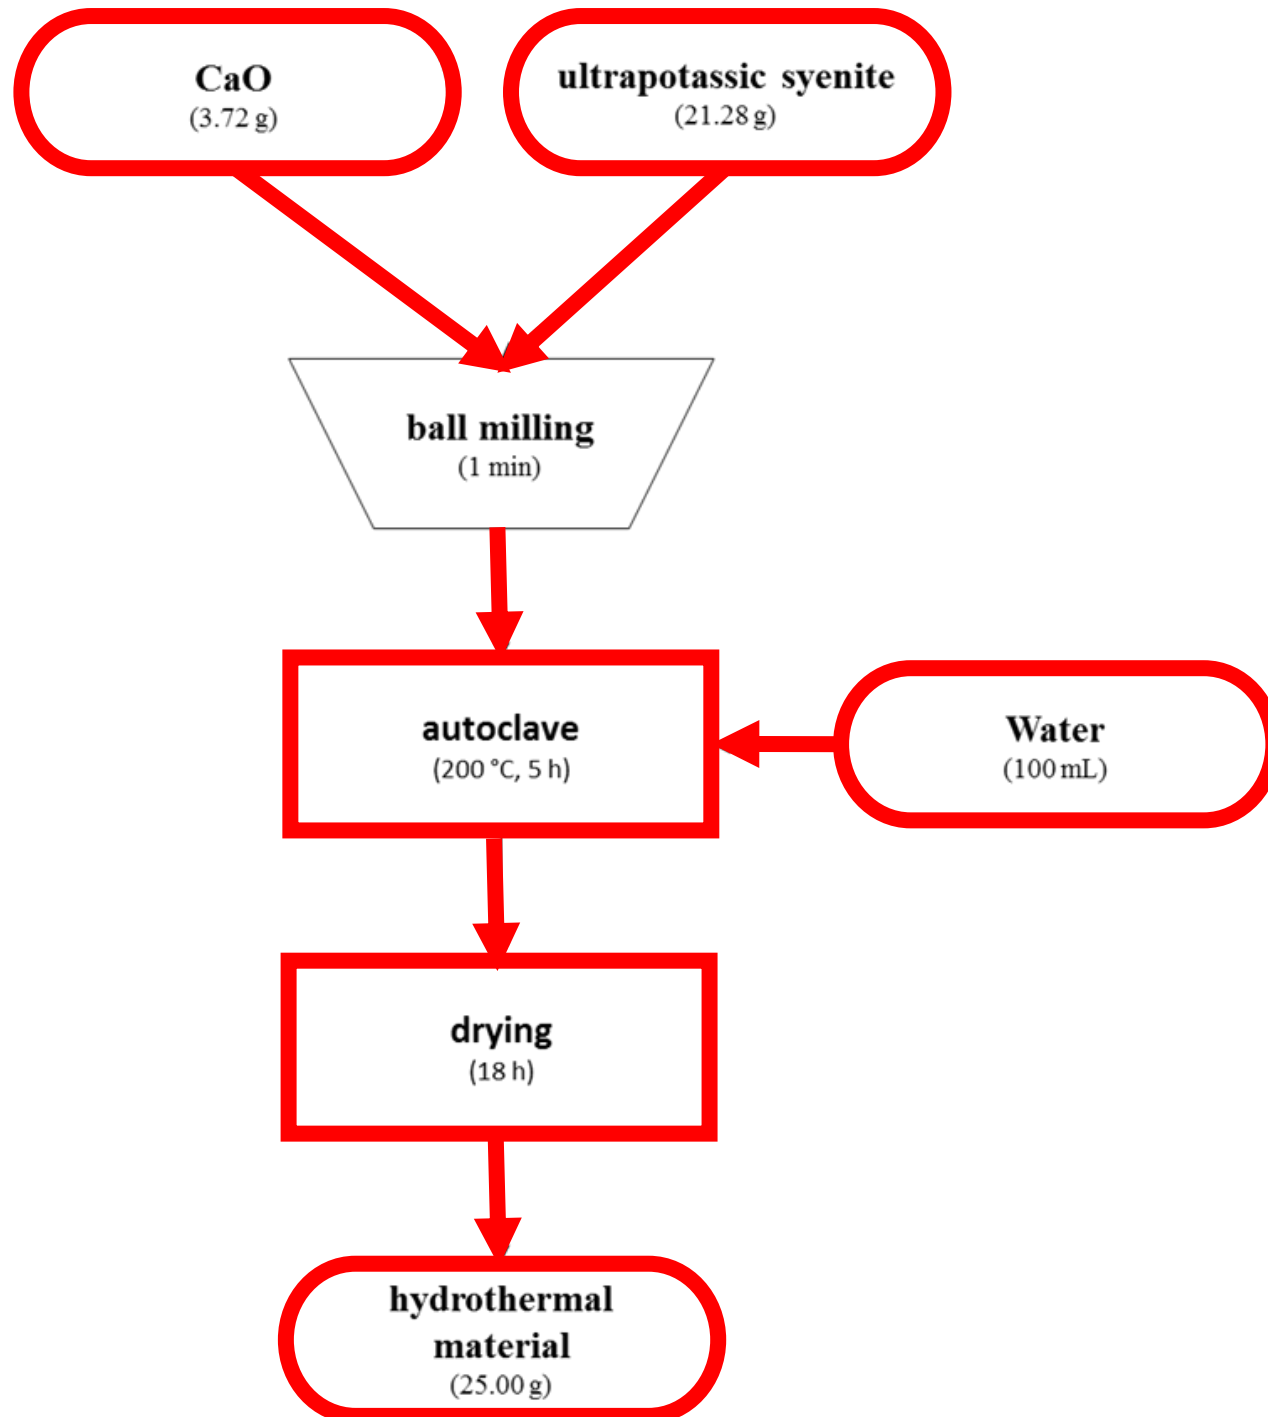 CaO
(3.72 g)
ultrapotassic syenite
(21.28 g)
ball milling
(1 min)
autoclave
(200 °C, 5 h)
Water
(100 mL)
drying
(18 h)
hydrothermal
material
(25.00 g)